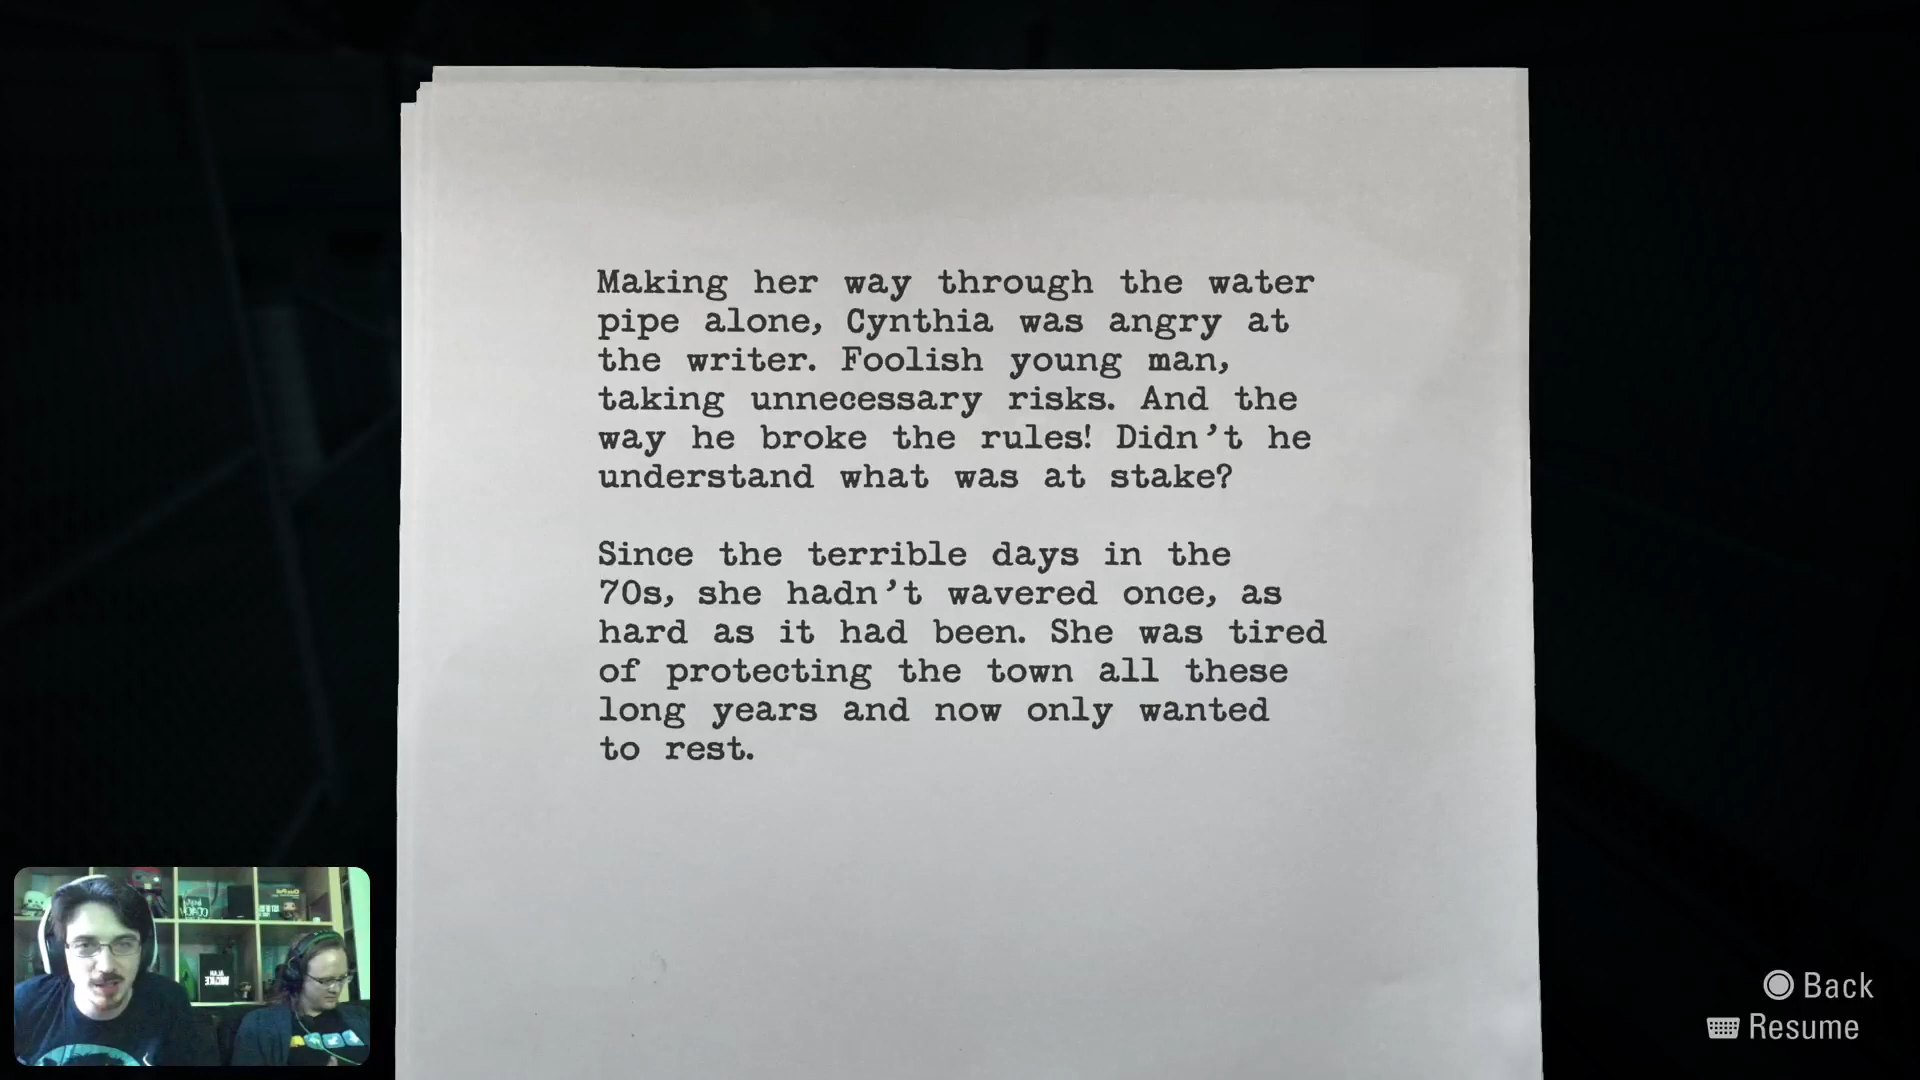 Making her way through the water
pipe alone, Cynthia was angry at
the writer. Foolish young man,
taking unnecessary risks. And the
way he broke the rules! Didn't he
understand what was at stake?
Since the terrible days in the
70s, she hadn't wavered once, as
hard as it had been. She was tired
of protecting the town all these
long years and now only wanted
to rest.
Back
Resume